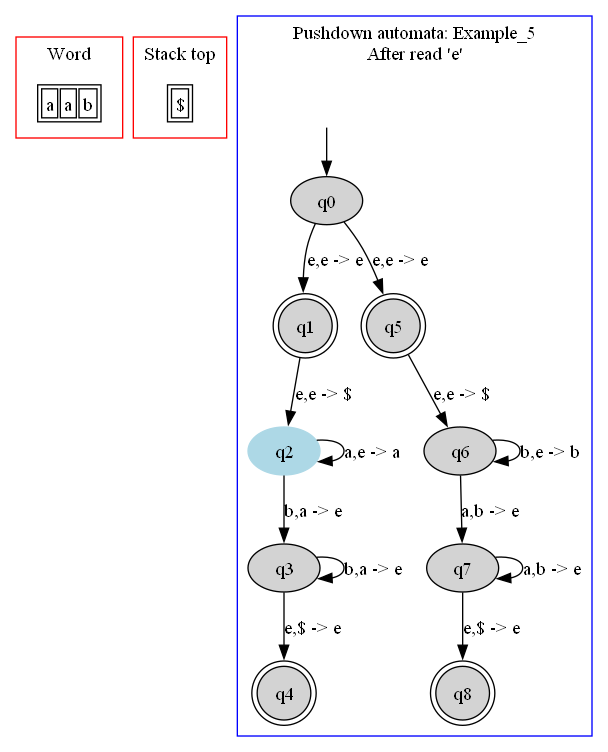 Word
a a b
Stack top
$
Pushdown automata: Example_5
After read 'e'
q0
e,e -> e
e,e -> e
q1
q5
e,e -> $
e,e -> $
q2
a,e -> a
q6
b,e -> b
b,a -> e
a,b -> e
q3
b,a -> e
q7
a,b -> e
e,$ -> e
e,$ -> e
q4
q8